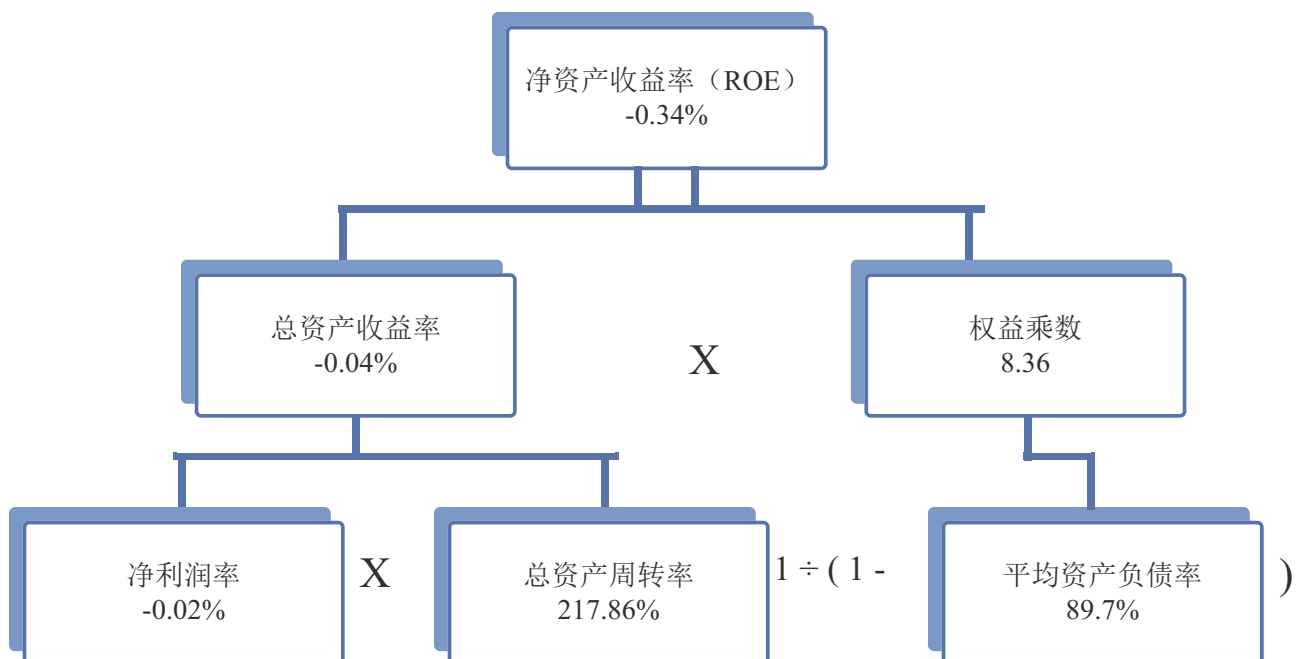 净资产收益率（ROE）
-0.34%
总资产收益率
-0.04%
X
权益乘数
8.36
净利润率
-0.02%
X
总资产周转率
217.86%
1 ÷ ( 1 -
平均资产负债率
89.7%
)